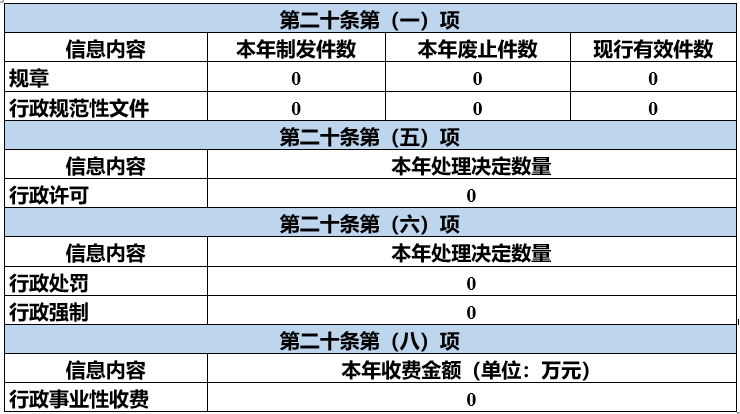 第二十条第（一）项
信息内容 本年制发件数 本年废止件数 现行有效件数
规章 0 0 0
行政规范性文件 0 0 0
第二十条第（五）项
信息内容 本年处理决定数量
行政许可 0
第二十条第（六）项
信息内容 本年处理决定数量
行政处罚 0
行政强制 0
第二十条第（八）项
信息内容 本年收费金额（单位：万元）
行政事业性收费 0